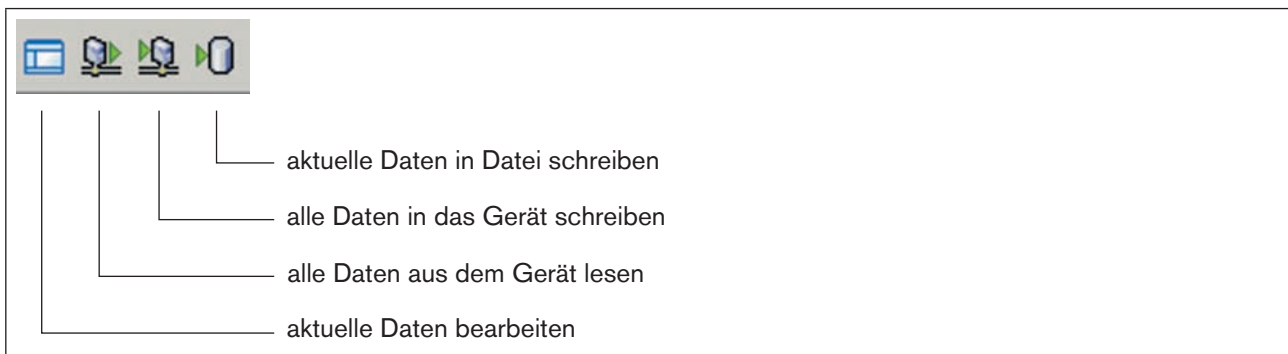 aktuelle Daten in Datei schreiben
alle Daten in das Gerät schreiben
alle Daten aus dem Gerät lesen
aktuelle Daten bearbeiten